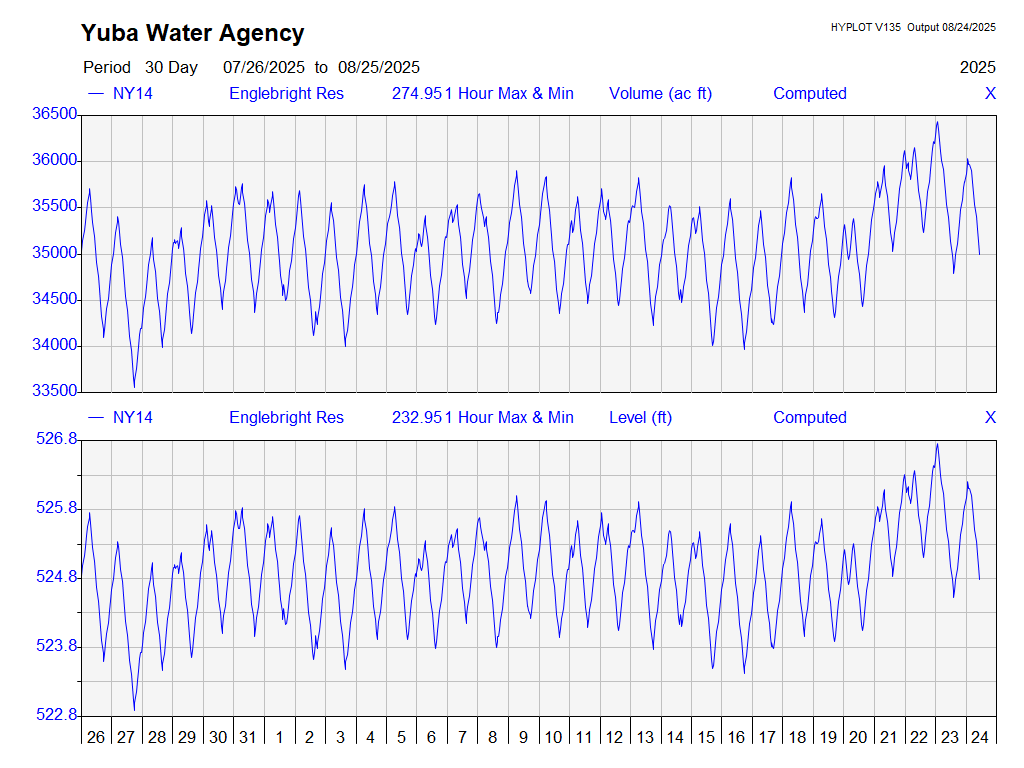 Yuba Water Agency
HYPLOT V135 Output 08/24/2025
Period 30 Day 07/26/2025 to 08/25/2025 2025
— NY14 Englebright Res 274.951 Hour Max & Min Volume (ac ft) Computed X
36500
36000
35500
35000
34500
34000
33500
— NY14 Englebright Res 232.951 Hour Max & Min Level (ft) Computed X
526.8
525.8
524.8
523.8
522.8
26 27 28 29 30 31 1 2 3 4 5 6 7 8 9 10 11 12 13 14 15 16 17 18 19 20 21 22 23 24